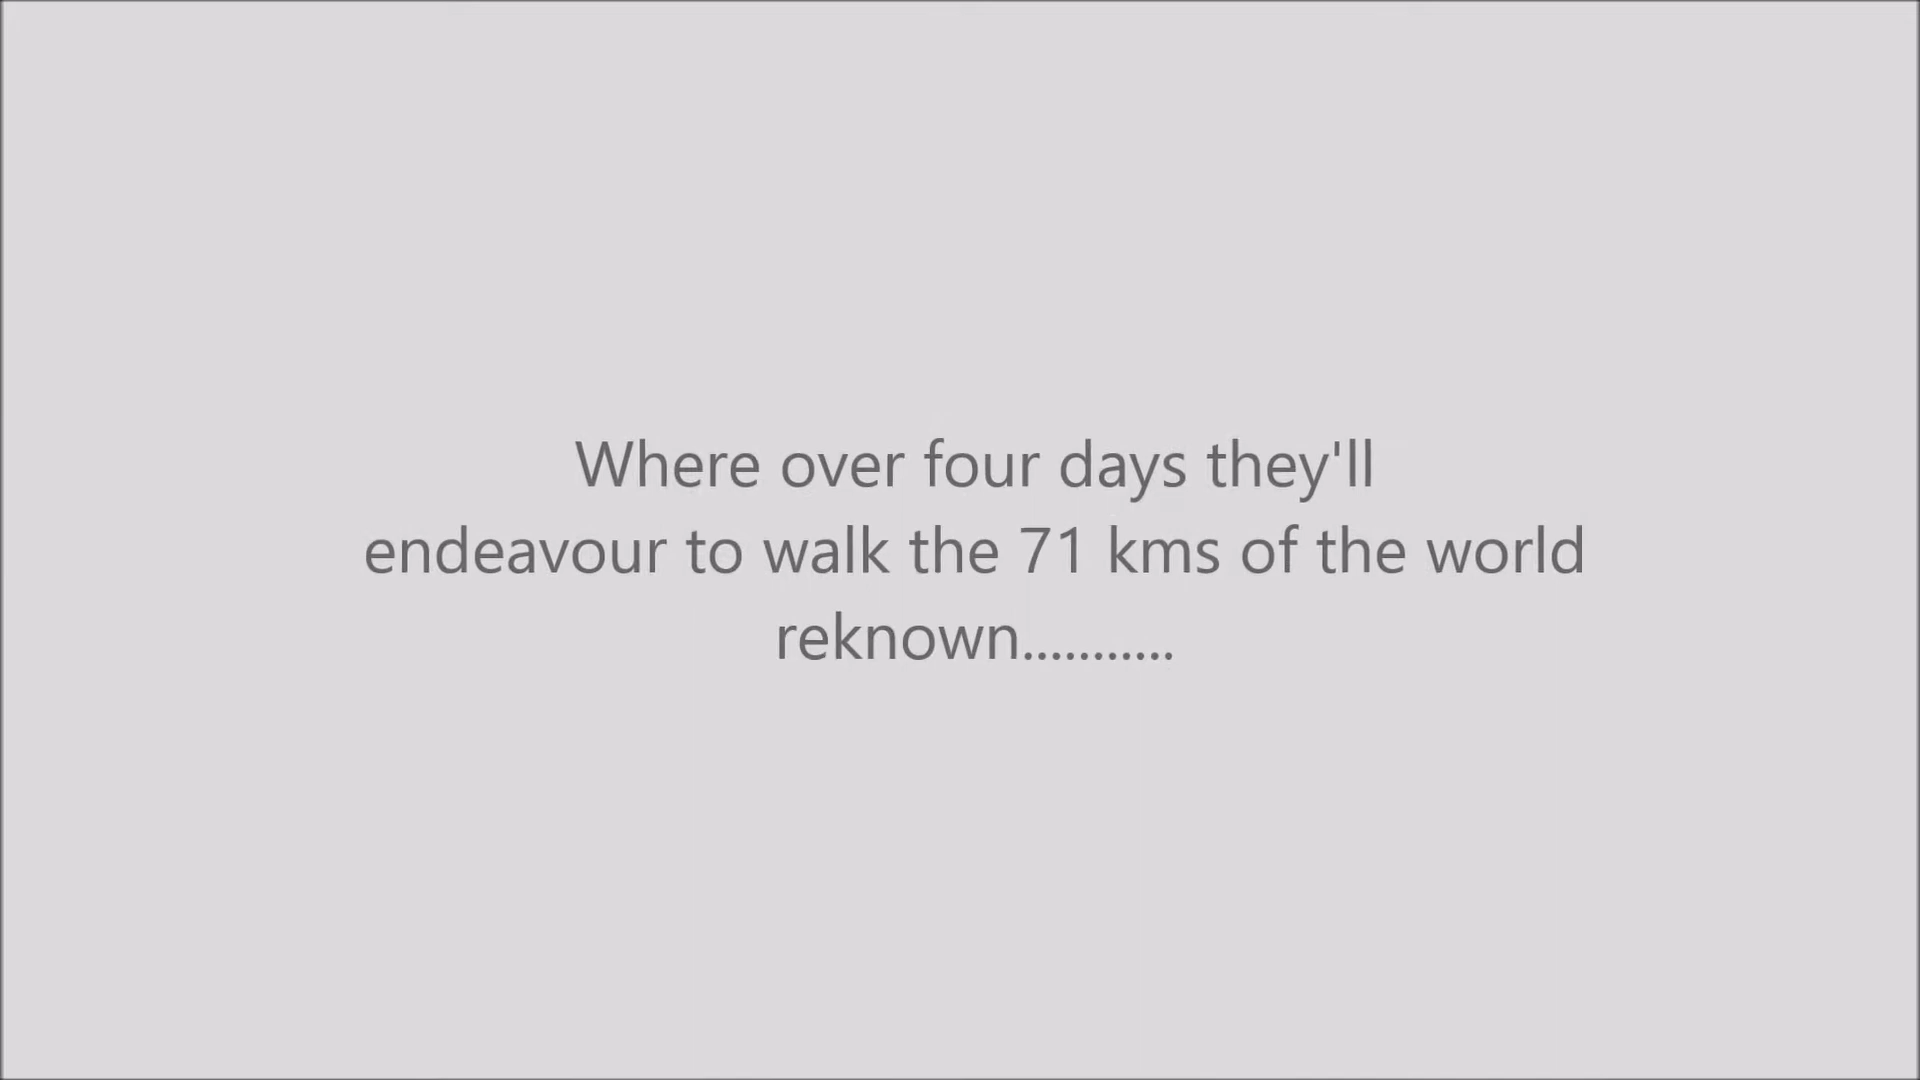 Where over four days they'll
endeavour to walk the 71 kms of the world
reknown...........